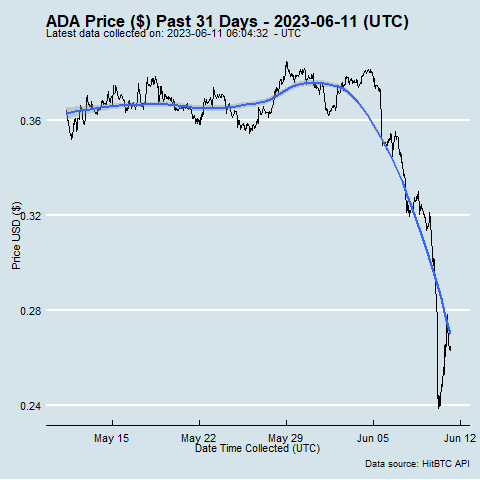 ADA Price ($) Past 31 Days - 2023-06-11 (UTC)
Latest data collected on: 2023-06-11 06:04:32  - UTC
0.36
0.32
0.28
0.24
Price USD ($)
May 15
May 22
May 29
Jun 05
Jun 12
Date Time Collected (UTC)
Data source: HitBTC API